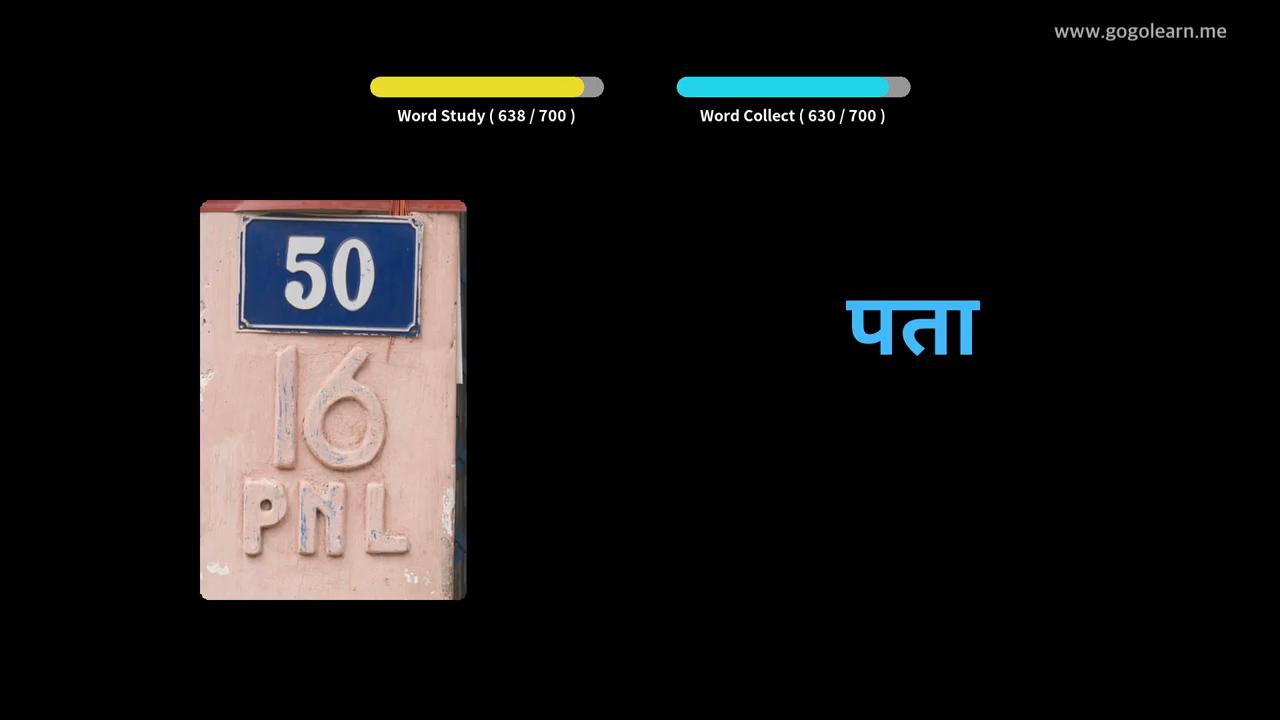 www.gogolearn.me
Word Study ( 638 / 700 )
Word Collect ( 630 / 700 )
50
16
PNL
पता